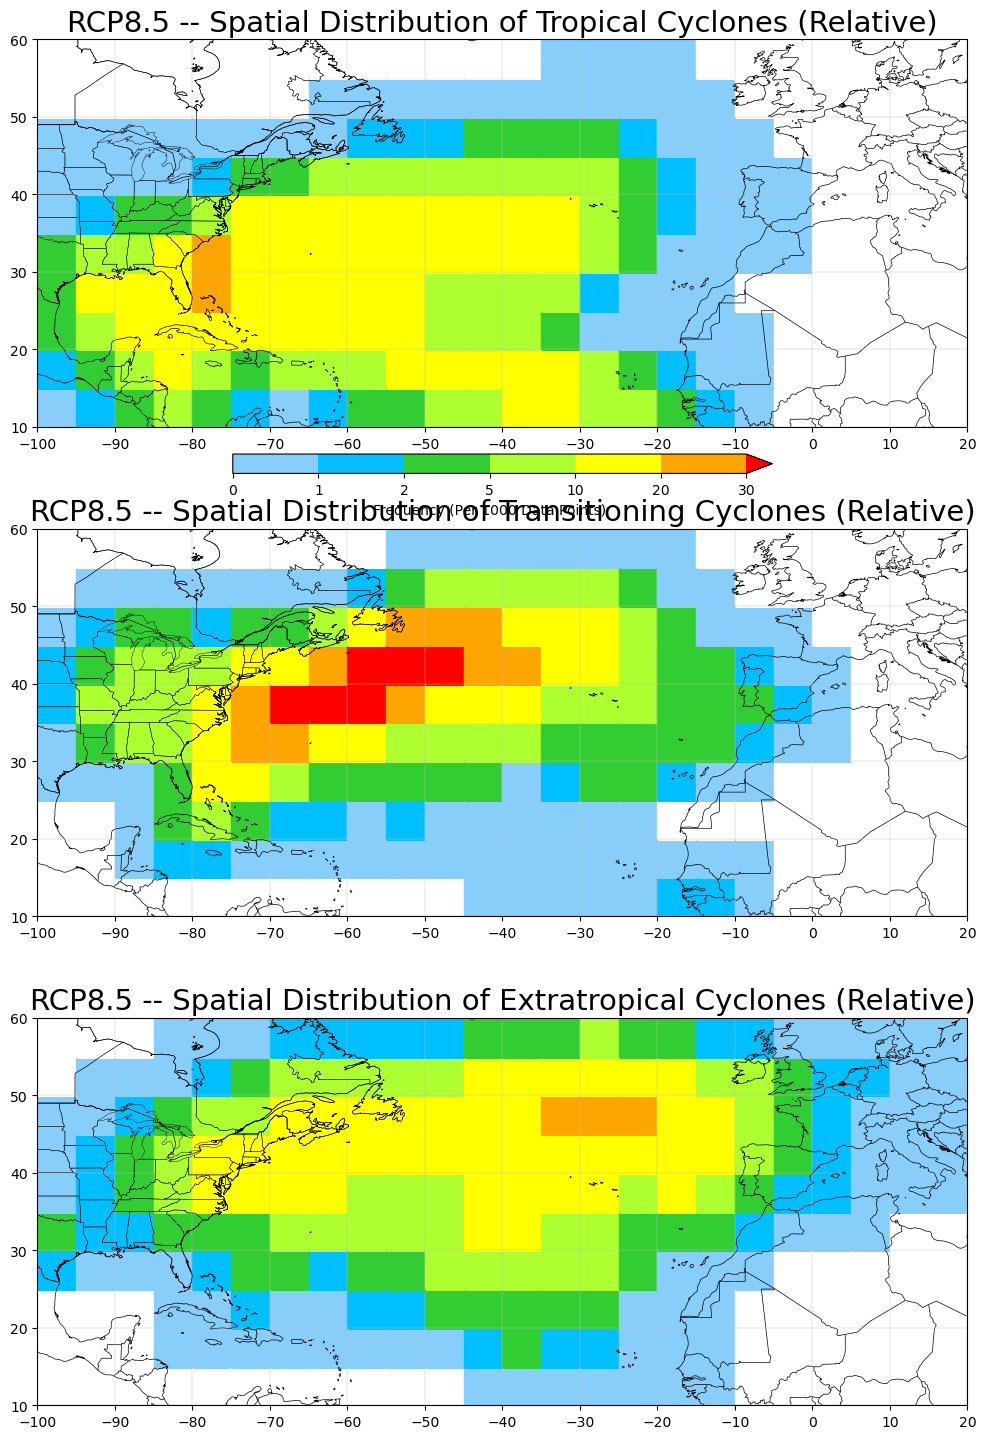 RCP8.5 -- Spatial Distribution of Tropical Cyclones (Relative)
60
50
40
30
20
10
−100 −90 −80 −70 −60 −50 −40 −30 −20 −10 0 10 20
0 1 2 5 10 20 30
Frequency (Per 1000 Data Points)
RCP8.5 -- Spatial Distribution of Transitioning Cyclones (Relative)
60
50
40
30
20
10
−100 −90 −80 −70 −60 −50 −40 −30 −20 −10 0 10 20
RCP8.5 -- Spatial Distribution of Extratropical Cyclones (Relative)
60
50
40
30
20
10
−100 −90 −80 −70 −60 −50 −40 −30 −20 −10 0 10 20